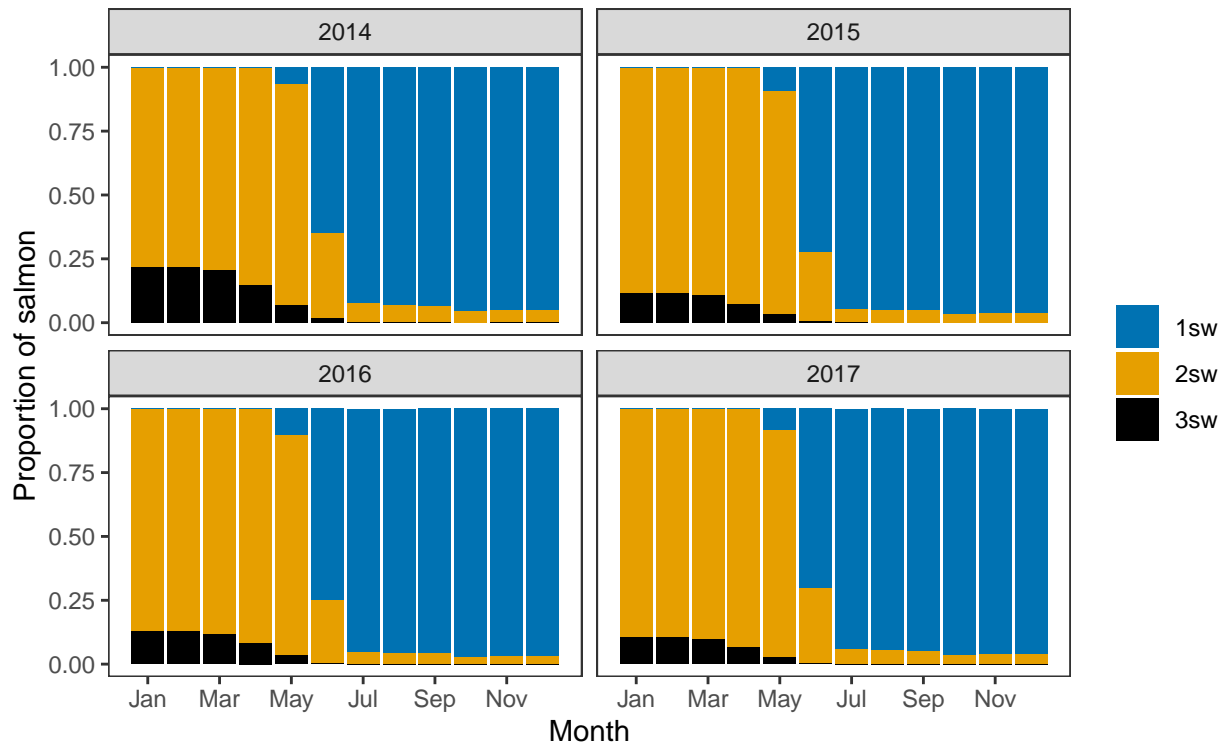 2014
2015
1.00
0.75
0.50
0.25
0.00
2016
2017
1.00
0.75
0.50
0.25
0.00
Jan Mar May Jul Sep Nov
Jan Mar May Jul Sep Nov
Month
Proportion of salmon
1sw
2sw
3sw